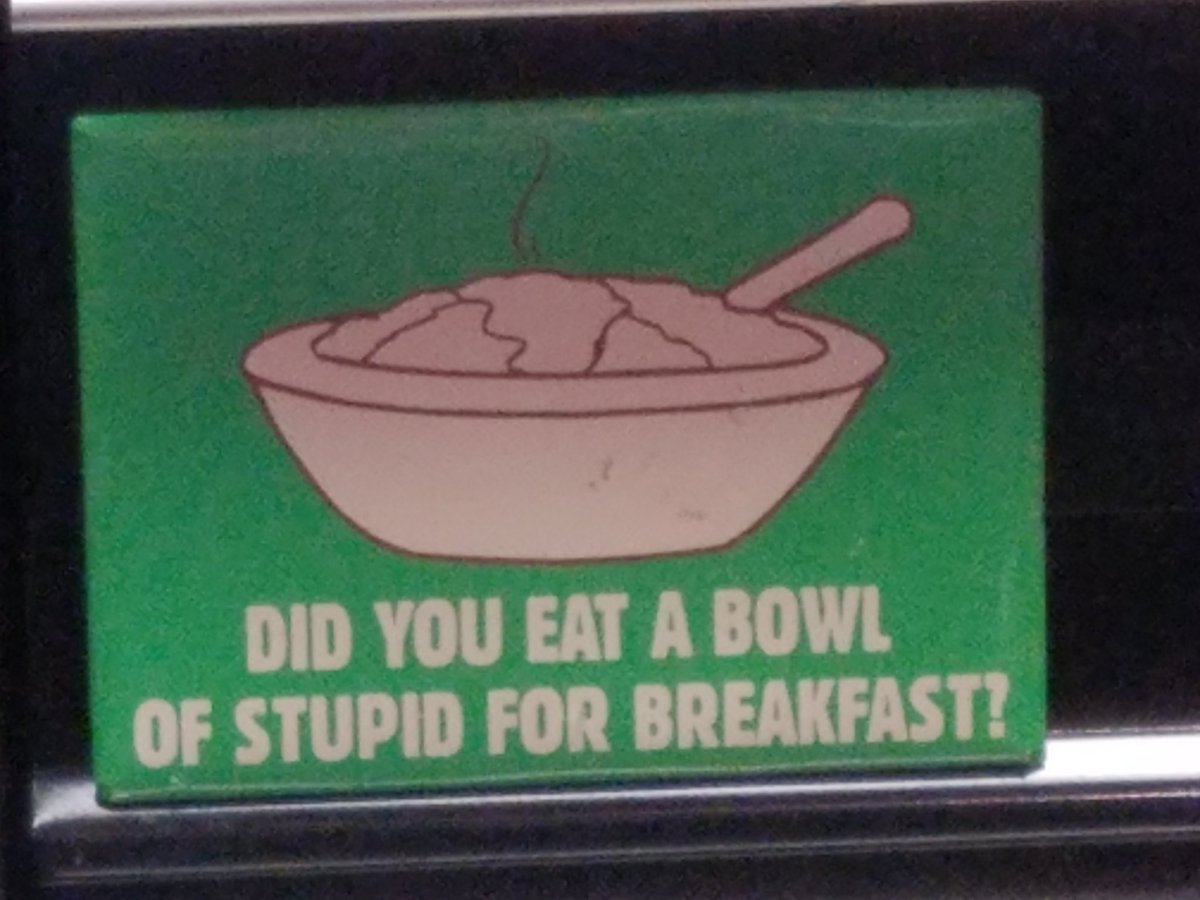 DID YOU EAT A BOWL
OF STUPID FOR BREAKFAST?